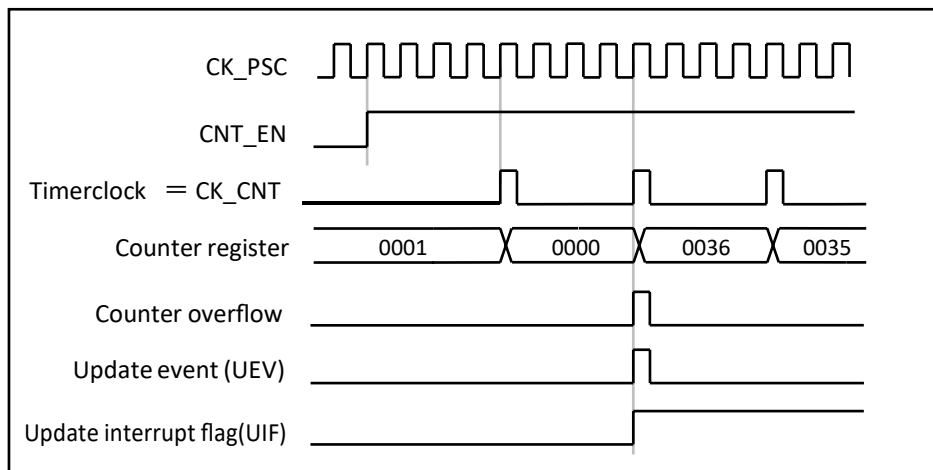 CK_PSC
CNT_EN
Timerclock = CK_CNT
Counter register 0001 0000 0036 0035
Counter overflow
Update event (UEV)
Update interrupt flag(UIF)